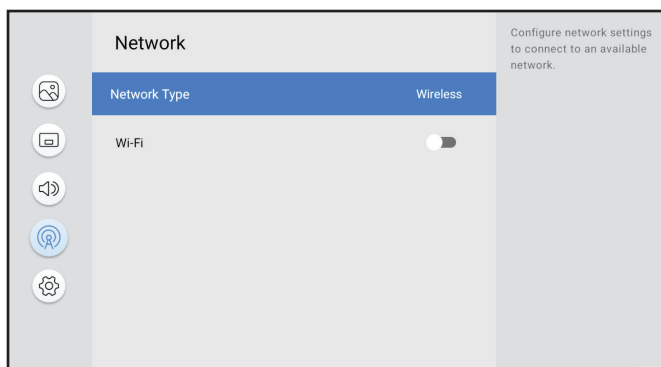 Network
Configure network settings
to connect to an available
network.
Network Type Wireless
Wi-Fi